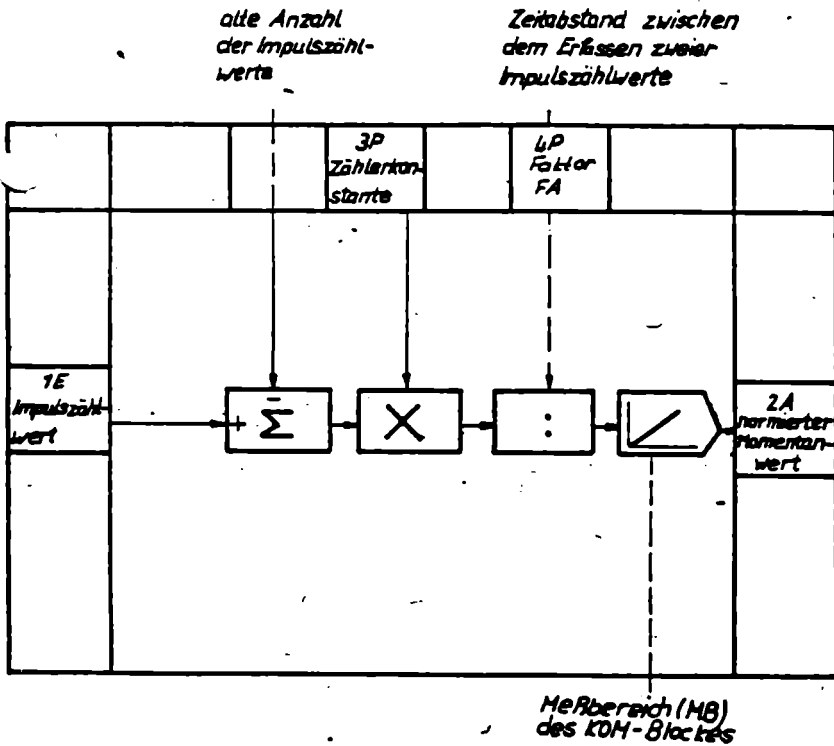 alte Anzahl
der Impulszähl-
werte
Zeitabstand zwischen
dem Erfassen zweier
Impulszählwerte
3P
Zählerkon-
stante
4P
Faktor
FA
1E
Impulszähl-
wert
+
-
Σ
X
:
2A
normierter
Momentan-
wert
Meßbereich (MB)
des KOM-Blockes